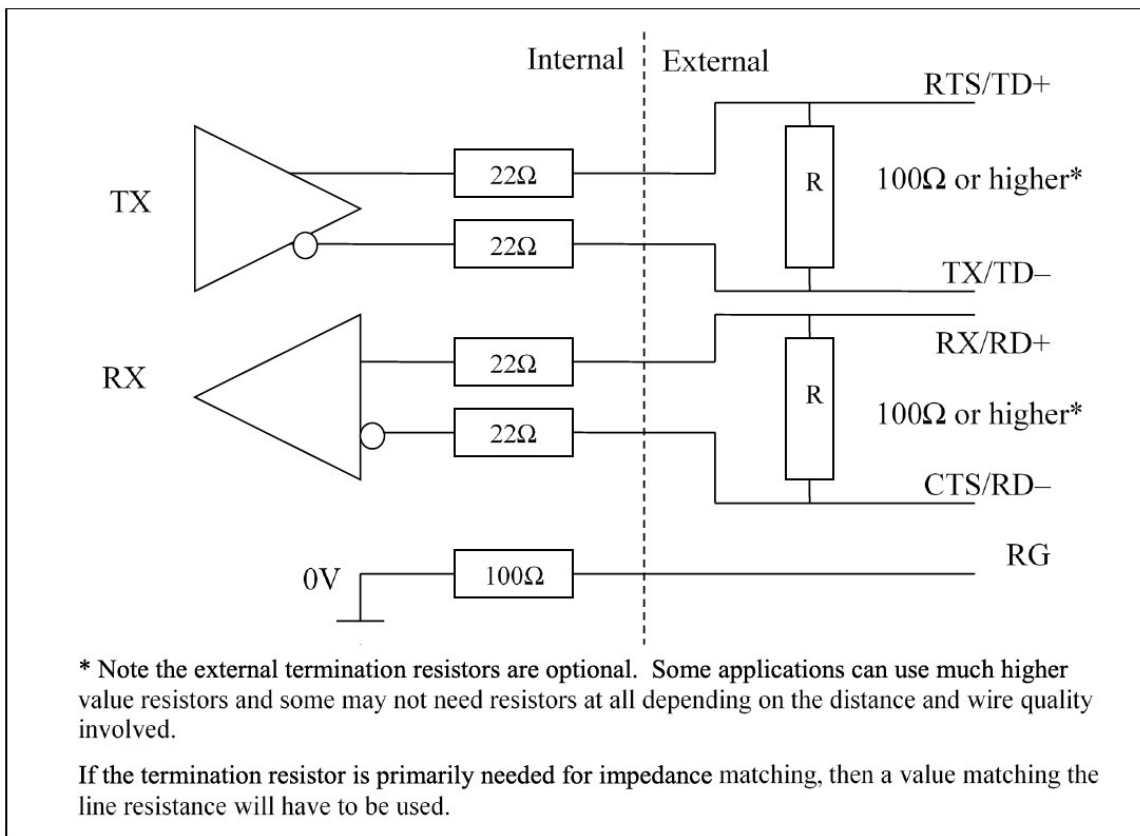 Internal External
RTS/TD+
22Ω
R 100Ω or higher*
TX
22Ω
TX/TD–
RX/RD+
22Ω
RX
R 100Ω or higher*
22Ω
CTS/RD–
RG
0V 100Ω
* Note the external termination resistors are optional. Some applications can use much higher
value resistors and some may not need resistors at all depending on the distance and wire quality
involved.
If the termination resistor is primarily needed for impedance matching, then a value matching the
line resistance will have to be used.